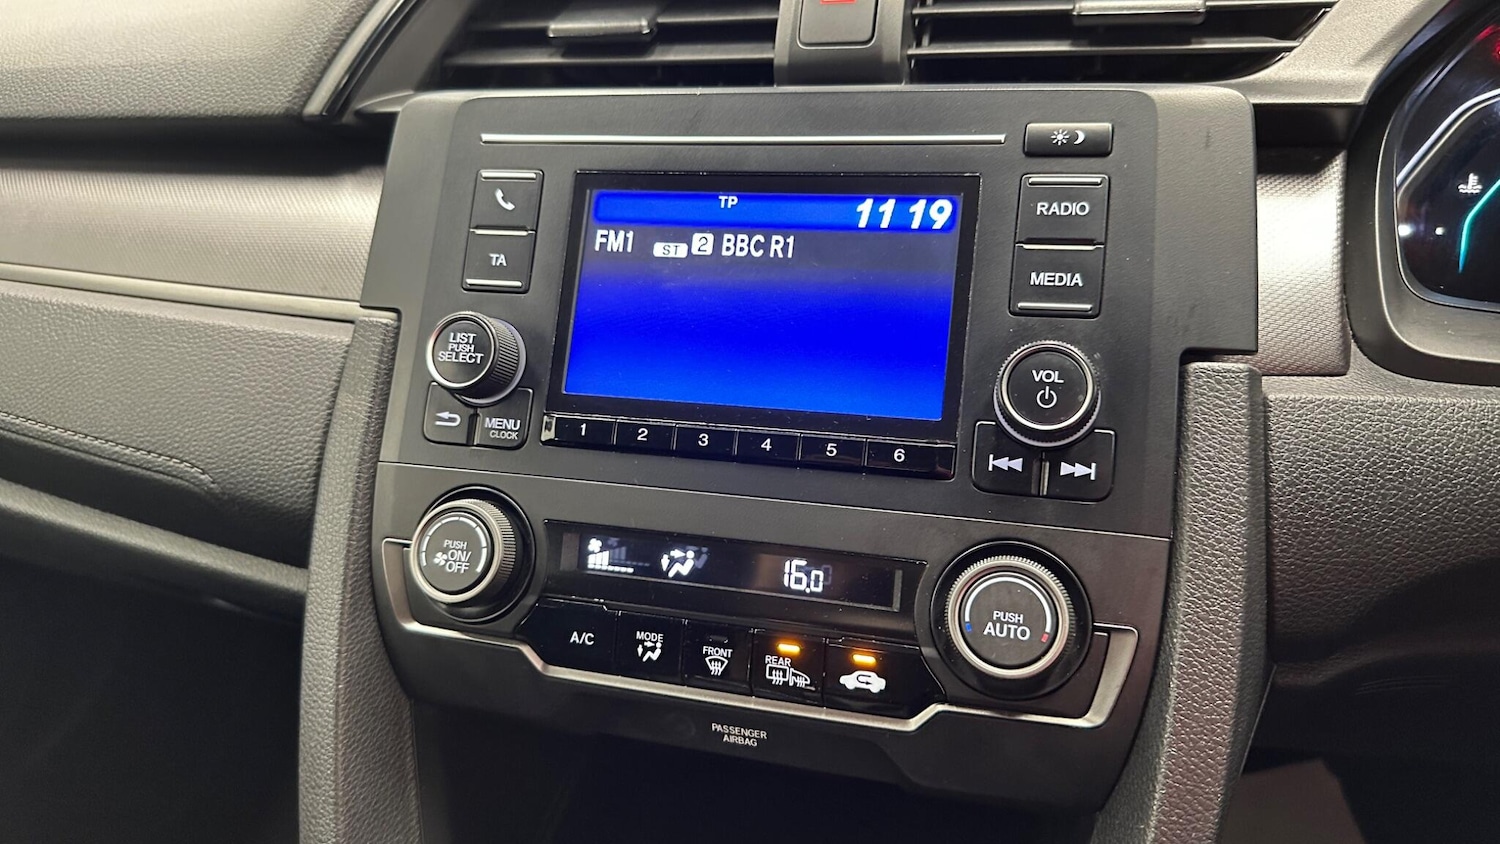 TP
11 19
FM1 ST 2 BBC R1
TA
RADIO
MEDIA
LIST
PUSH
SELECT
MENU
CLOCK
VOL
1 2 3 4 5 6
PUSH
ON/
OFF
16.0
PUSH
AUTO
A/C
MODE
FRONT
REAR
PASSENGER
AIRBAG